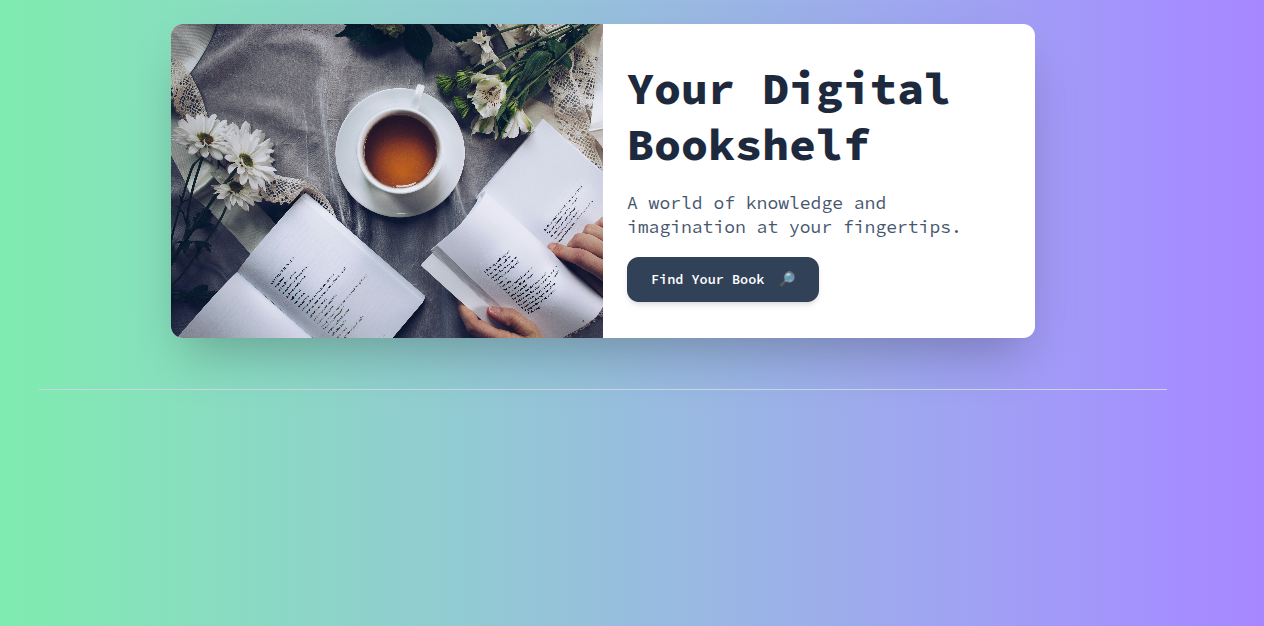 Your Digital
Bookshelf
A world of knowledge and
imagination at your fingertips.
Find Your Book 🔎